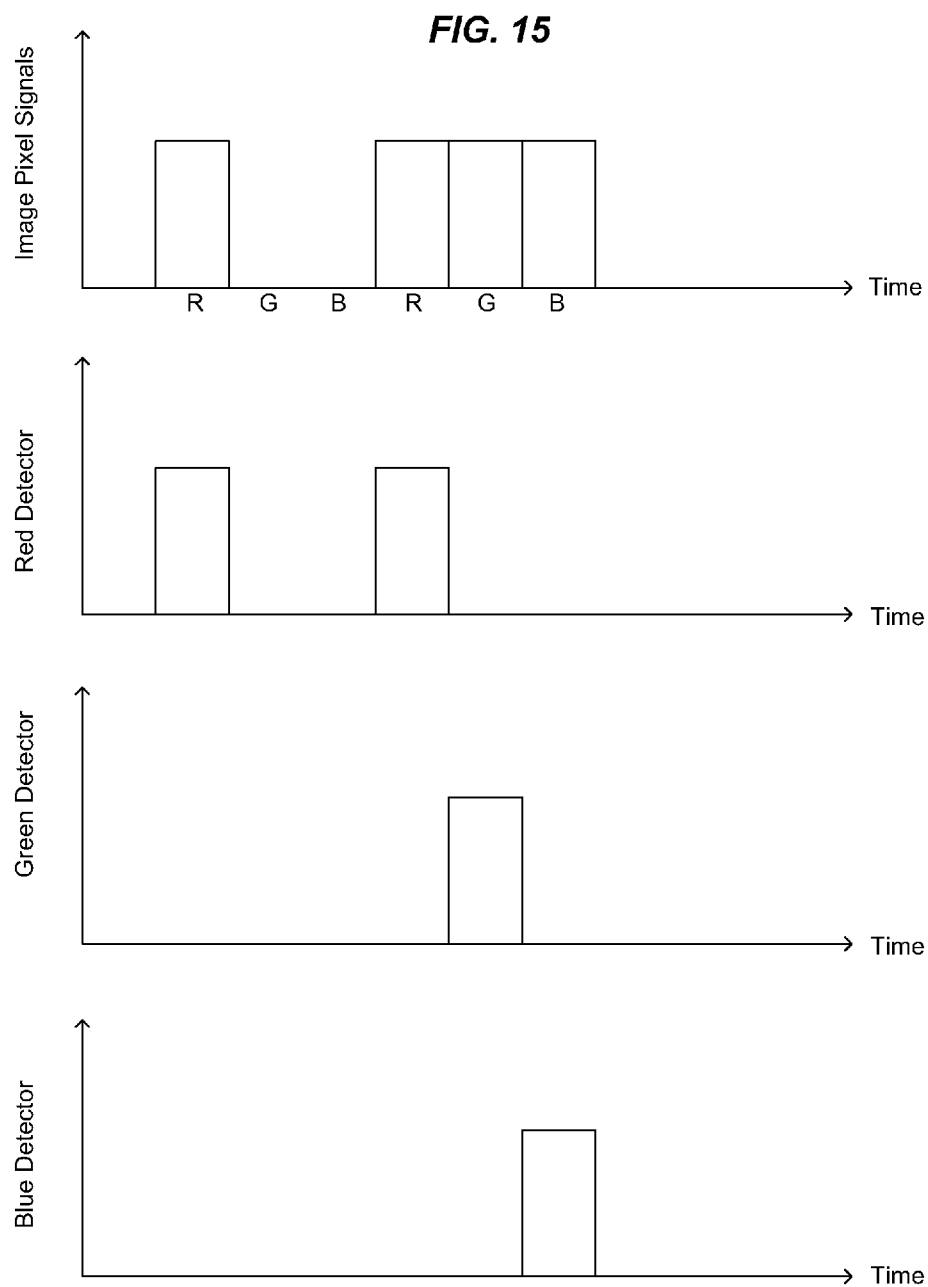 FIG. 15
Image Pixel Signals
R G B R G B
Time
Red Detector
Time
Green Detector
Time
Blue Detector
Time